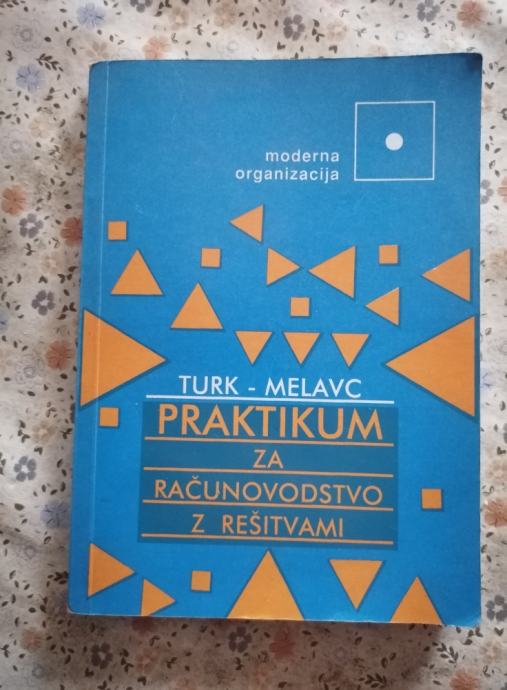 moderna
organizacija
TURK - MELAVC
PRAKTIKUM
ZA
RAČUNOVODSTVO
Z REŠITVAMI